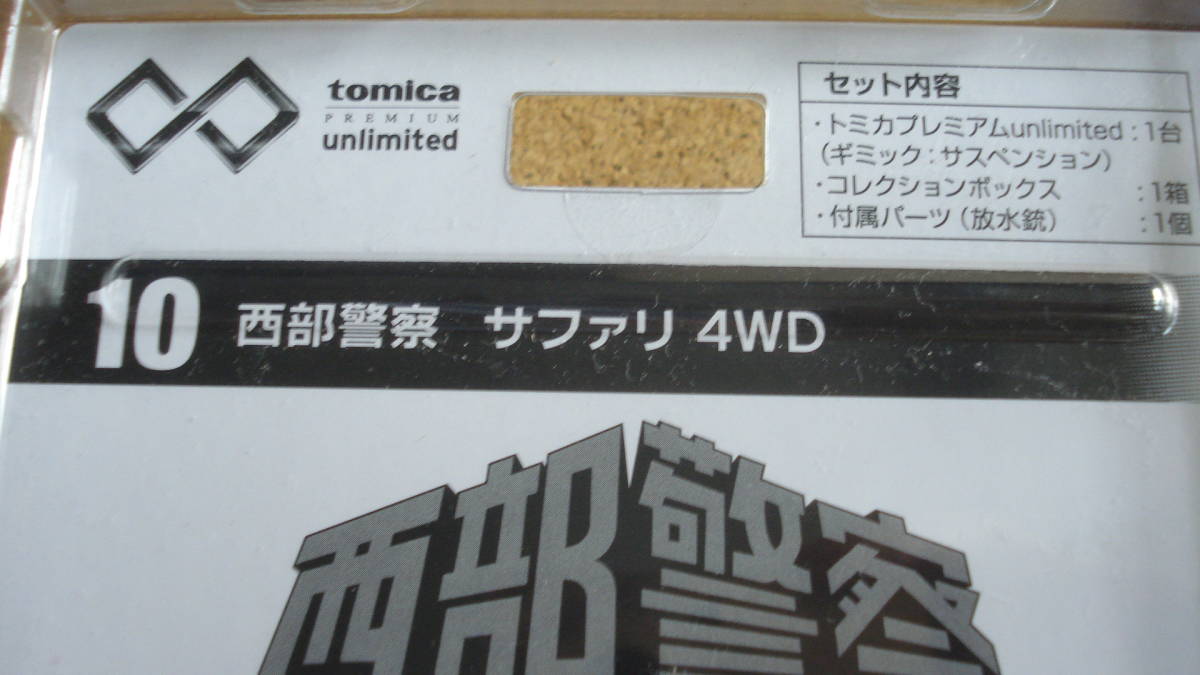 tomica
PREMIUM
unlimited
セット内容
・トミカプレミアムunlimited : 1台
(ギミック : サスペンション)
・コレクションボックス : 1箱
・付属パーツ (放水銃) : 1個
10 西部警察 サファリ 4WD
西部警察